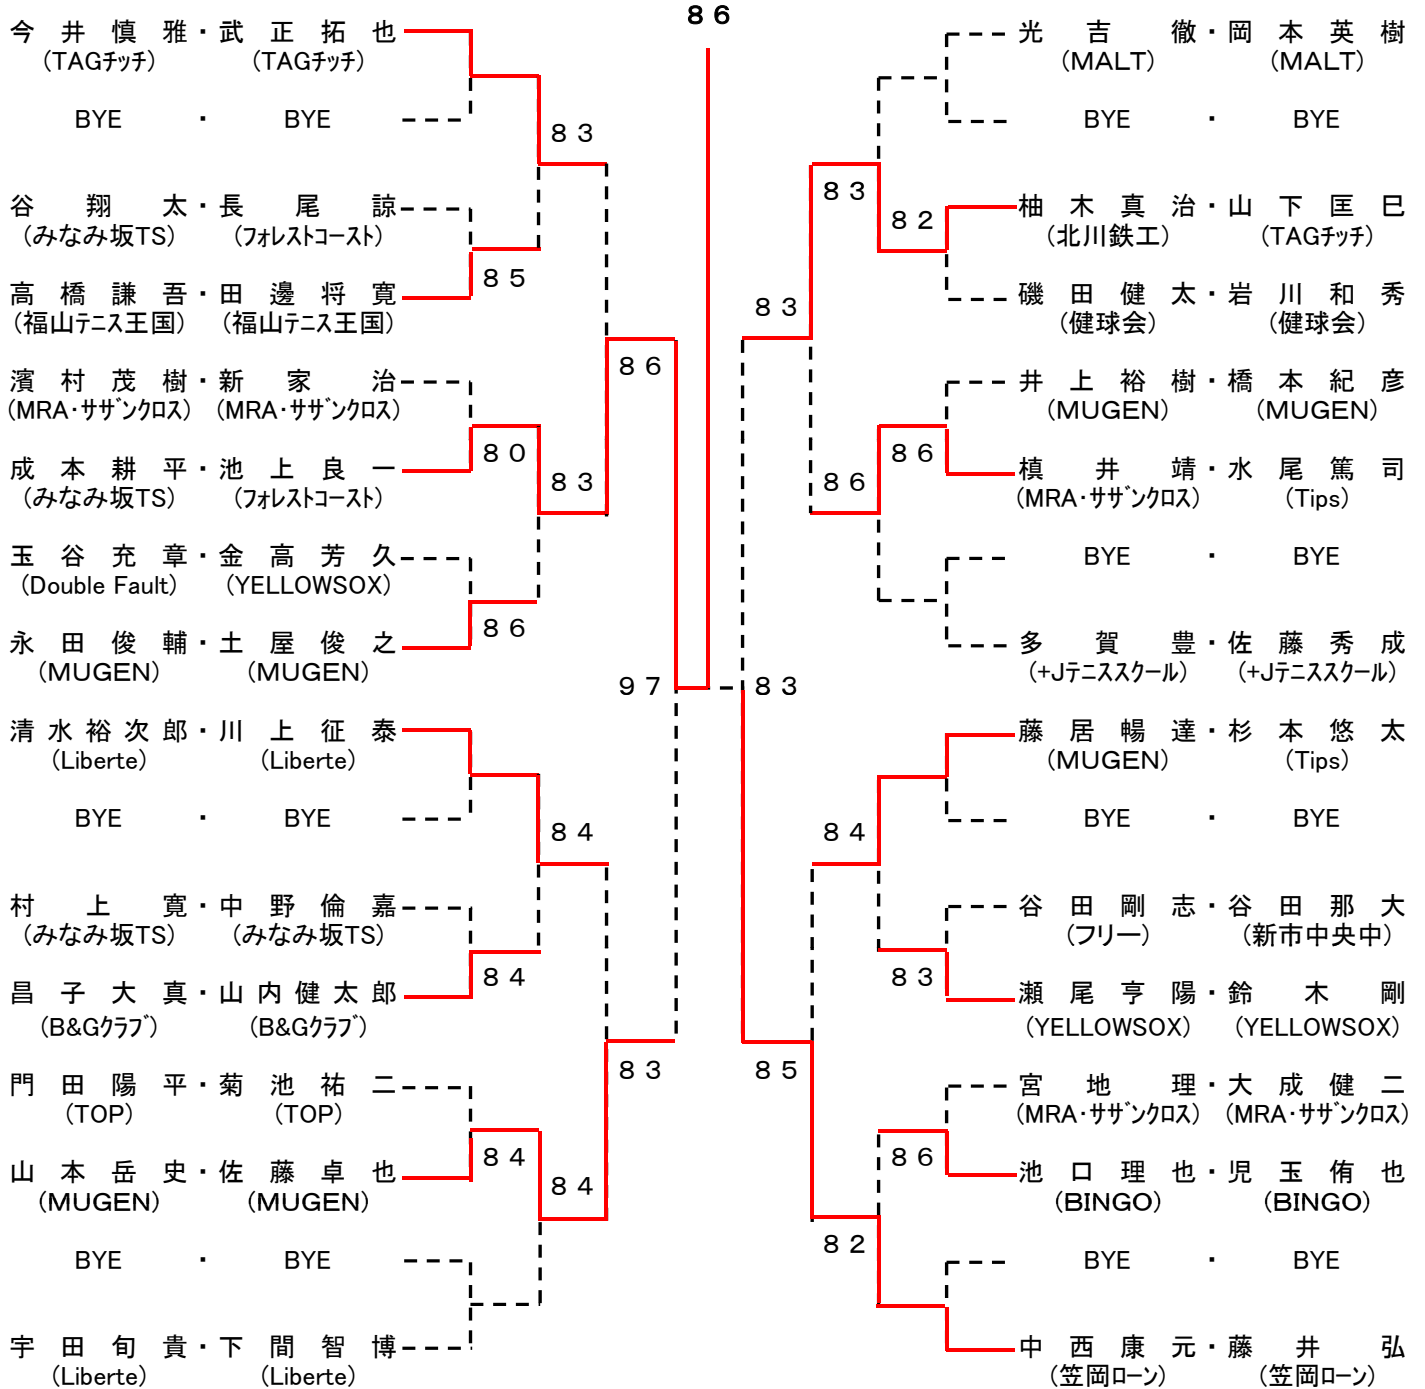 ８６
今井慎雅・武正拓也
(TAGﾁｯﾁ) (TAGﾁｯﾁ)
BYE ・ BYE
８３
谷翔太・長尾諒
(みなみ坂TS) (ﾌｫﾚｽﾄｺｰｽﾄ)
８５
高橋謙吾・田邊将寛
(福山ﾃﾆｽ王国) (福山ﾃﾆｽ王国)
８６
濱村茂樹・新家治
(MRA･ｻｻﾞﾝｸﾛｽ) (MRA･ｻｻﾞﾝｸﾛｽ)
８０
成本耕平・池上良一
(みなみ坂TS) (ﾌｫﾚｽﾄｺｰｽﾄ)
８３
玉谷充章・金高芳久
(Double Fault) (YELLOWSOX)
８６
永田俊輔・土屋俊之
(MUGEN) (MUGEN)
９７
清水裕次郎・川上征泰
(Liberte) (Liberte)
BYE ・ BYE
８４
村上寛・中野倫嘉
(みなみ坂TS) (みなみ坂TS)
８４
昌子大真・山内健太郎
(B&Gｸﾗﾌﾞ) (B&Gｸﾗﾌﾞ)
８３
門田陽平・菊池祐二
(TOP) (TOP)
８４
山本岳史・佐藤卓也
(MUGEN) (MUGEN)
８４
BYE ・ BYE
宇田旬貴・下間智博
(Liberte) (Liberte)
光吉徹・岡本英樹
(MALT) (MALT)
BYE ・ BYE
８３
８２
柚木真治・山下匡巳
(北川鉄工) (TAGﾁｯﾁ)
磯田健太・岩川和秀
(健球会) (健球会)
８３
井上裕樹・橋本紀彦
(MUGEN) (MUGEN)
８６
槙井靖・水尾篤司
(MRA･ｻｻﾞﾝｸﾛｽ) (Tips)
８６
BYE ・ BYE
多賀豊・佐藤秀成
(+Jﾃﾆｽｽｸｰﾙ) (+Jﾃﾆｽｽｸｰﾙ)
８３
藤居暢達・杉本悠太
(MUGEN) (Tips)
BYE ・ BYE
８４
谷田剛志・谷田那大
(フリー) (新市中央中)
８３
瀬尾亨陽・鈴木剛
(YELLOWSOX) (YELLOWSOX)
８５
宮地理・大成健二
(MRA･ｻｻﾞﾝｸﾛｽ) (MRA･ｻｻﾞﾝｸﾛｽ)
８６
池口理也・児玉侑也
(BINGO) (BINGO)
８２
BYE ・ BYE
中西康元・藤井弘
(笠岡ﾛｰﾝ) (笠岡ﾛｰﾝ)